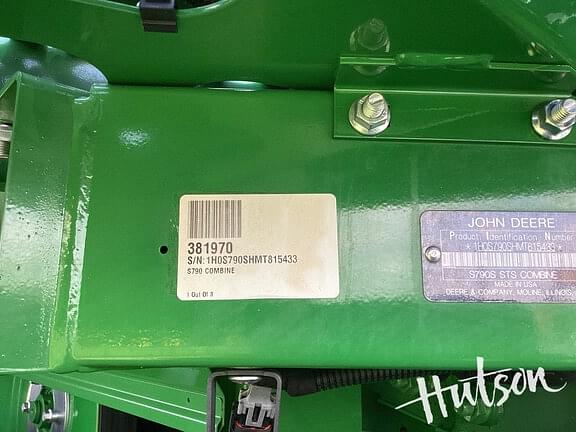 381970
S/N: 1H0S790SHMT815433
S790 COMBINE
1 Out Of 3
JOHN DEERE
Product Identification Number
*1H0S790SHMT815433*
S790S STS COMBINE
MADE IN USA
DEERE & COMPANY, MOLINE, ILLINOIS,
Hutson